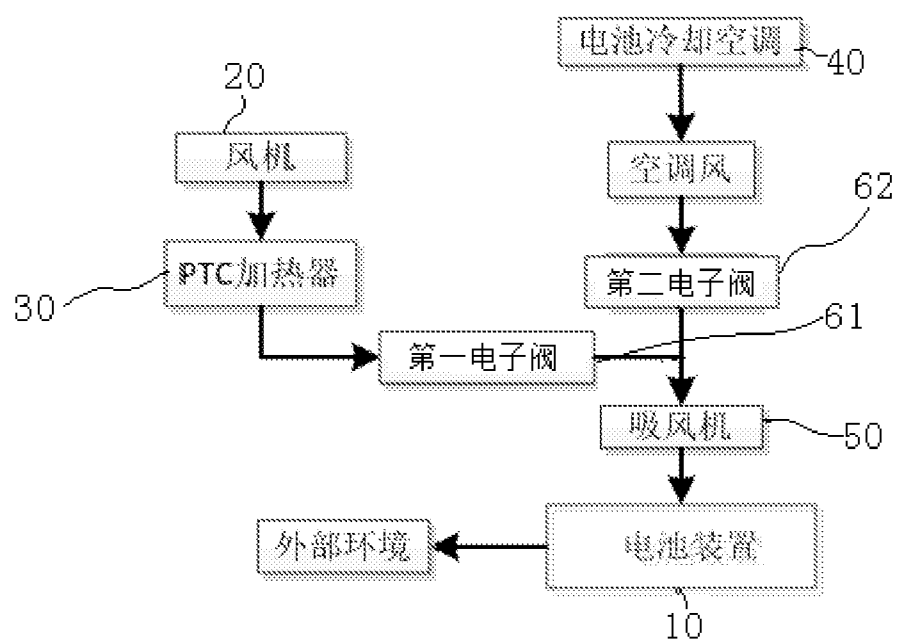 电池冷却空调
40
20
风机
空调风
62
PTC加热器
30
第二电子阀
61
第一电子阀
吸风机
50
外部环境
电池装置
10